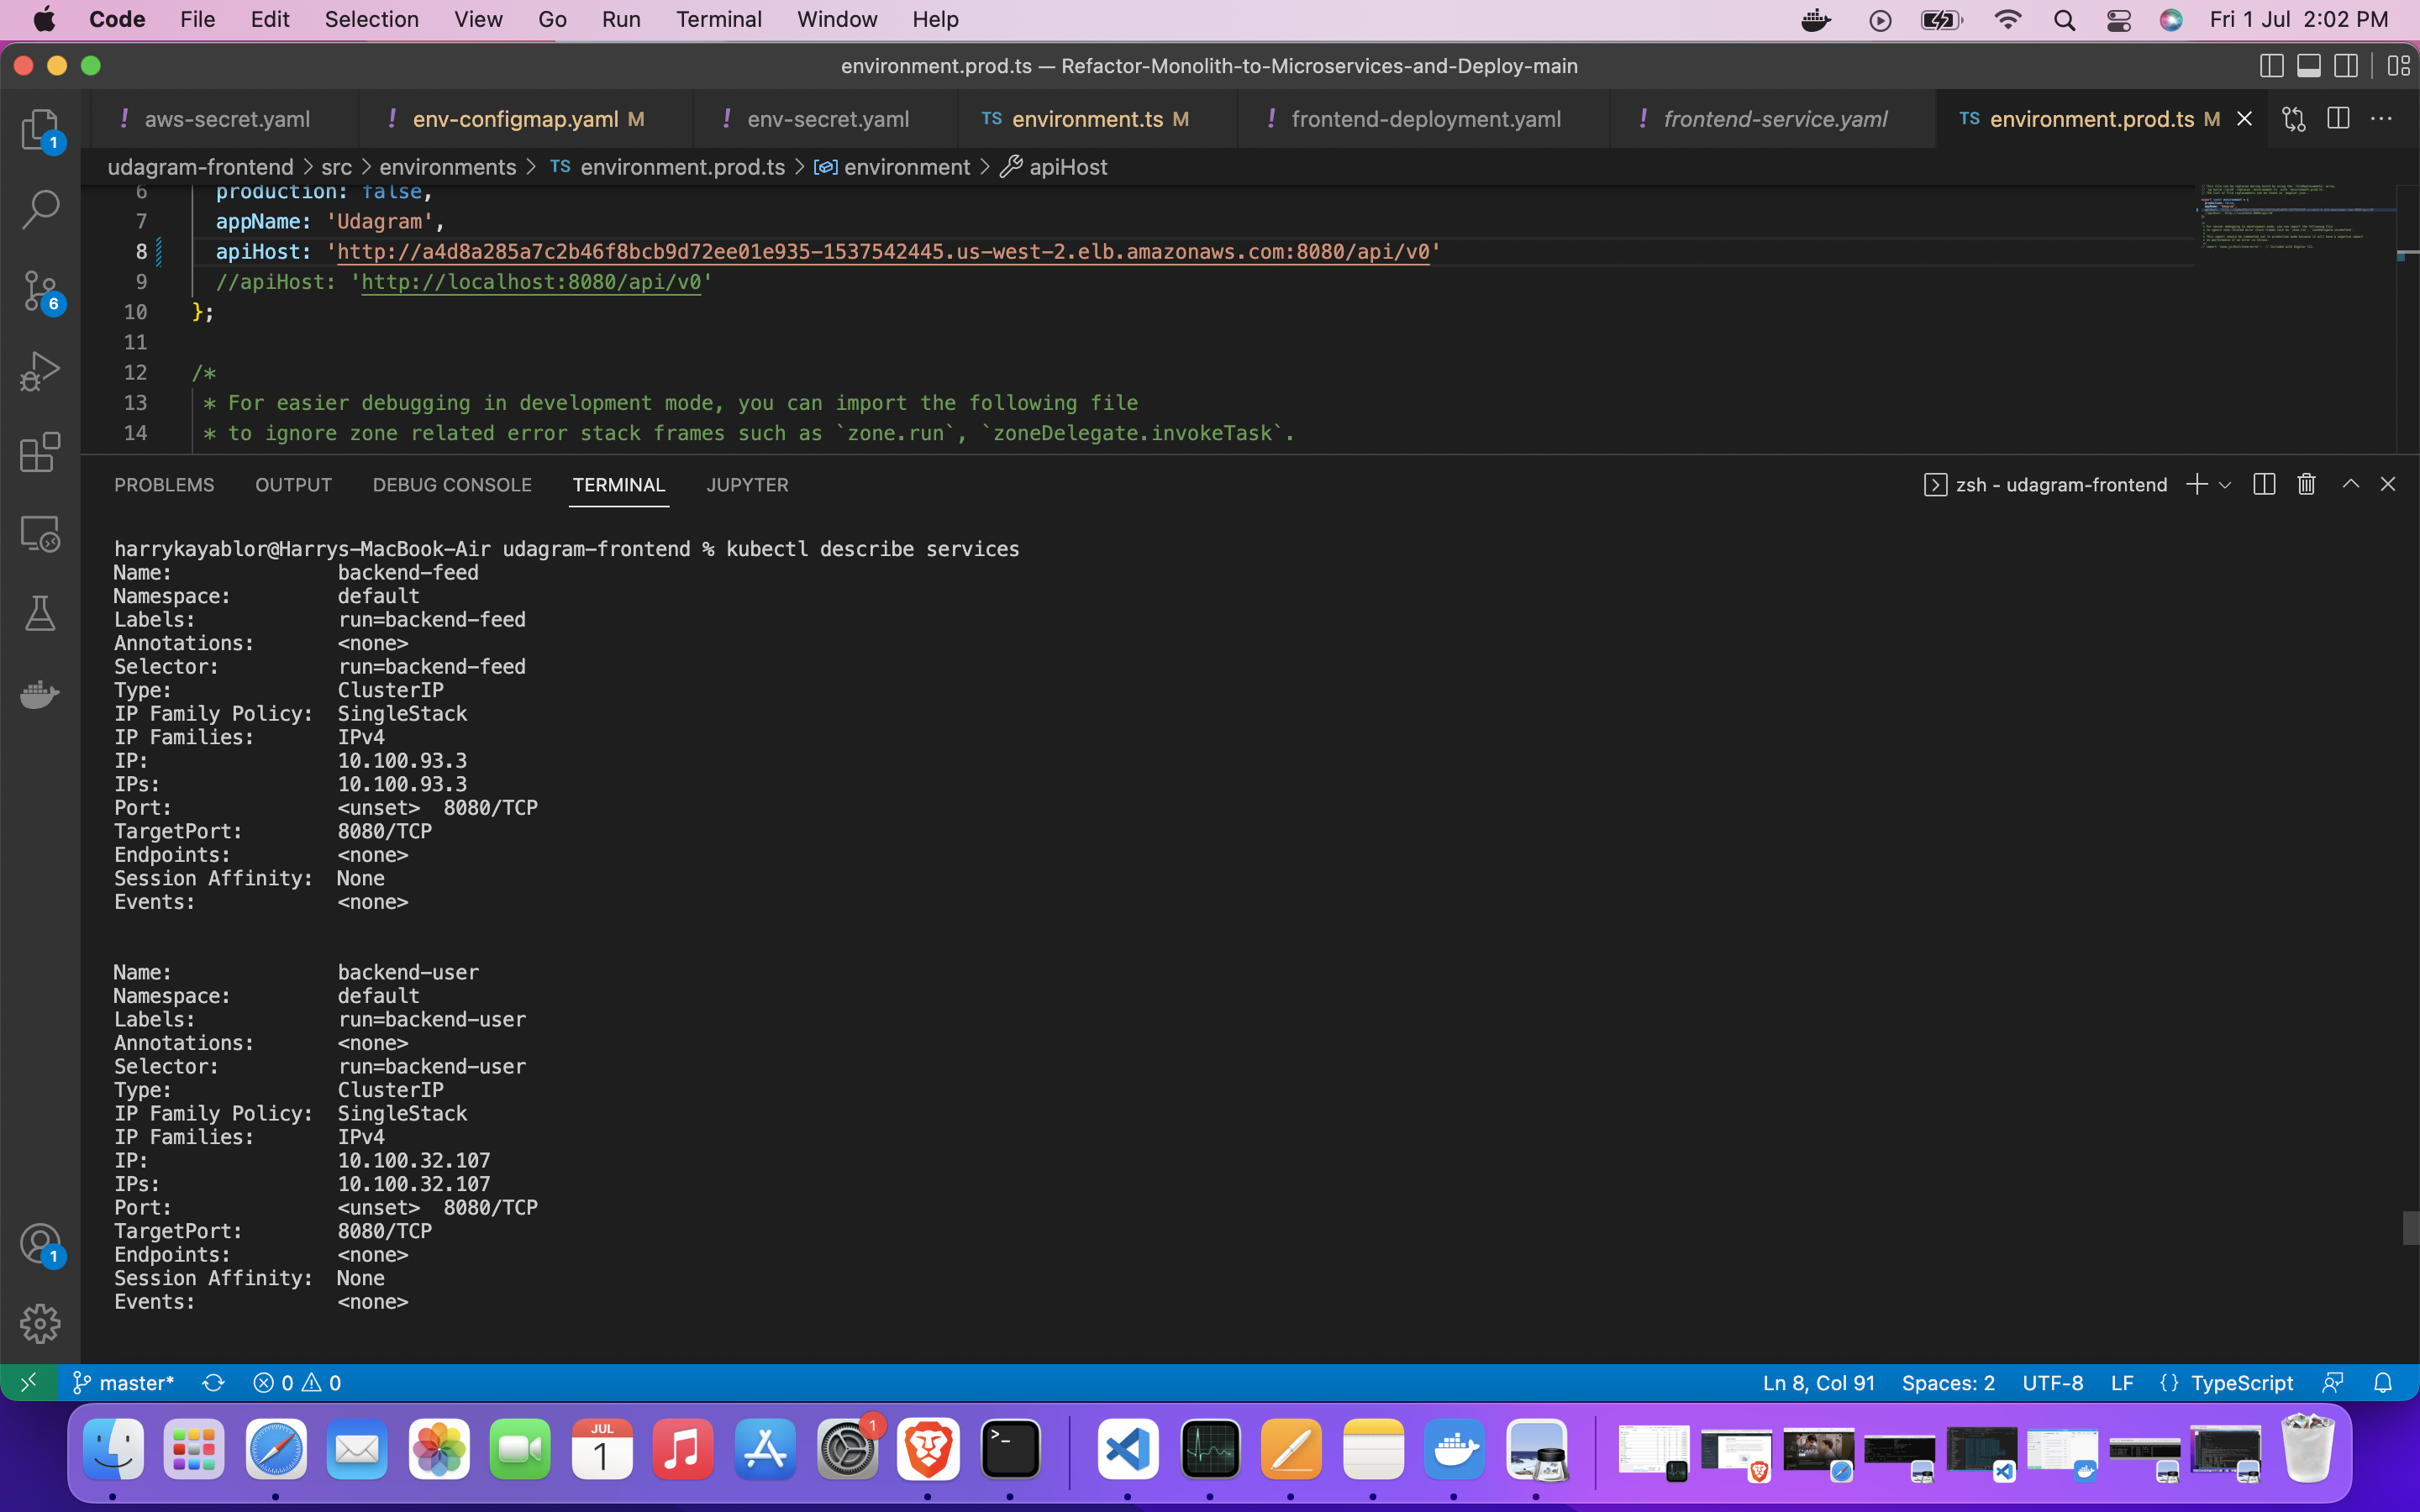 Code File Edit Selection View Go Run Terminal Window Help Fri 1 Jul 2:02 PM
environment.prod.ts — Refactor-Monolith-to-Microservices-and-Deploy-main
! aws-secret.yaml ! env-configmap.yaml M ! env-secret.yaml TS environment.ts M ! frontend-deployment.yaml ! frontend-service.yaml TS environment.prod.ts M
udagram-frontend > src > environments > TS environment.prod.ts > environment > apiHost
6 production: false,
7 appName: 'Udagram',
8 apiHost: 'http://a4d8a285a7c2b46f8bcb9d72ee01e935-1537542445.us-west-2.elb.amazonaws.com:8080/api/v0'
9 //apiHost: 'http://localhost:8080/api/v0'
10 };
11
12 /*
13 * For easier debugging in development mode, you can import the following file
14 * to ignore zone related error stack frames such as `zone.run`, `zoneDelegate.invokeTask`.
PROBLEMS OUTPUT DEBUG CONSOLE TERMINAL JUPYTER zsh - udagram-frontend
harrykayablor@Harrys-MacBook-Air udagram-frontend % kubectl describe services
Name: backend-feed
Namespace: default
Labels: run=backend-feed
Annotations: <none>
Selector: run=backend-feed
Type: ClusterIP
IP Family Policy: SingleStack
IP Families: IPv4
IP: 10.100.93.3
IPs: 10.100.93.3
Port: <unset> 8080/TCP
TargetPort: 8080/TCP
Endpoints: <none>
Session Affinity: None
Events: <none>
Name: backend-user
Namespace: default
Labels: run=backend-user
Annotations: <none>
Selector: run=backend-user
Type: ClusterIP
IP Family Policy: SingleStack
IP Families: IPv4
IP: 10.100.32.107
IPs: 10.100.32.107
Port: <unset> 8080/TCP
TargetPort: 8080/TCP
Endpoints: <none>
Session Affinity: None
Events: <none>
1
6
1
master* 0 0 Ln 8, Col 91 Spaces: 2 UTF-8 LF {} TypeScript
JUL
1
1